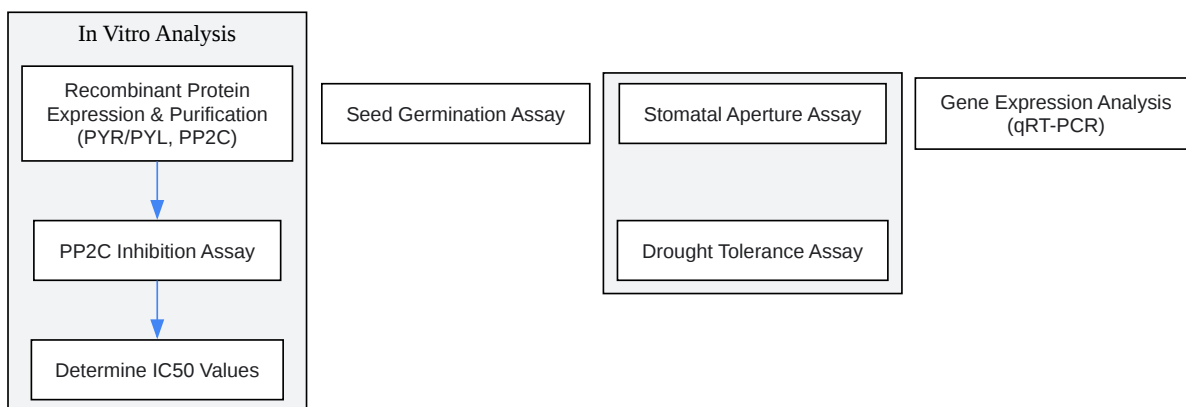 In Vitro Analysis
Recombinant Protein
Expression & Purification
(PYR/PYL, PP2C)
PP2C Inhibition Assay
Determine IC50 Values
Seed Germination Assay
Stomatal Aperture Assay
Drought Tolerance Assay
Gene Expression Analysis
(qRT-PCR)